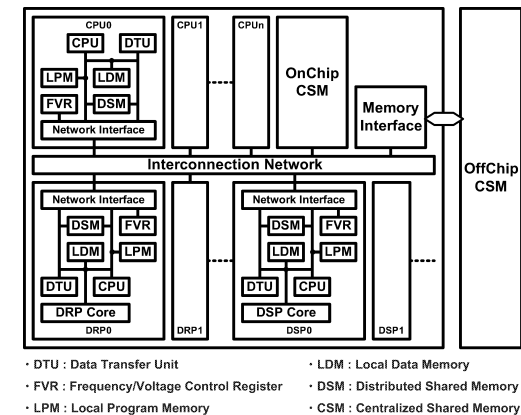 CPU0
CPU1
CPUn
CPU
DTU
LPM
LDM
FVR
DSM
Network Interface
OnChip
CSM
Memory
Interface
OffChip
CSM
Interconnection Network
Network Interface
DSM
FVR
LDM
LPM
DTU
CPU
DRP Core
DRP0
DRP1
Network Interface
DSM
FVR
LDM
LPM
DTU
CPU
DSP Core
DSP0
DSP1
・DTU : Data Transfer Unit
・FVR : Frequency/Voltage Control Register
・LPM : Local Program Memory
・LDM : Local Data Memory
・DSM : Distributed Shared Memory
・CSM : Centralized Shared Memory